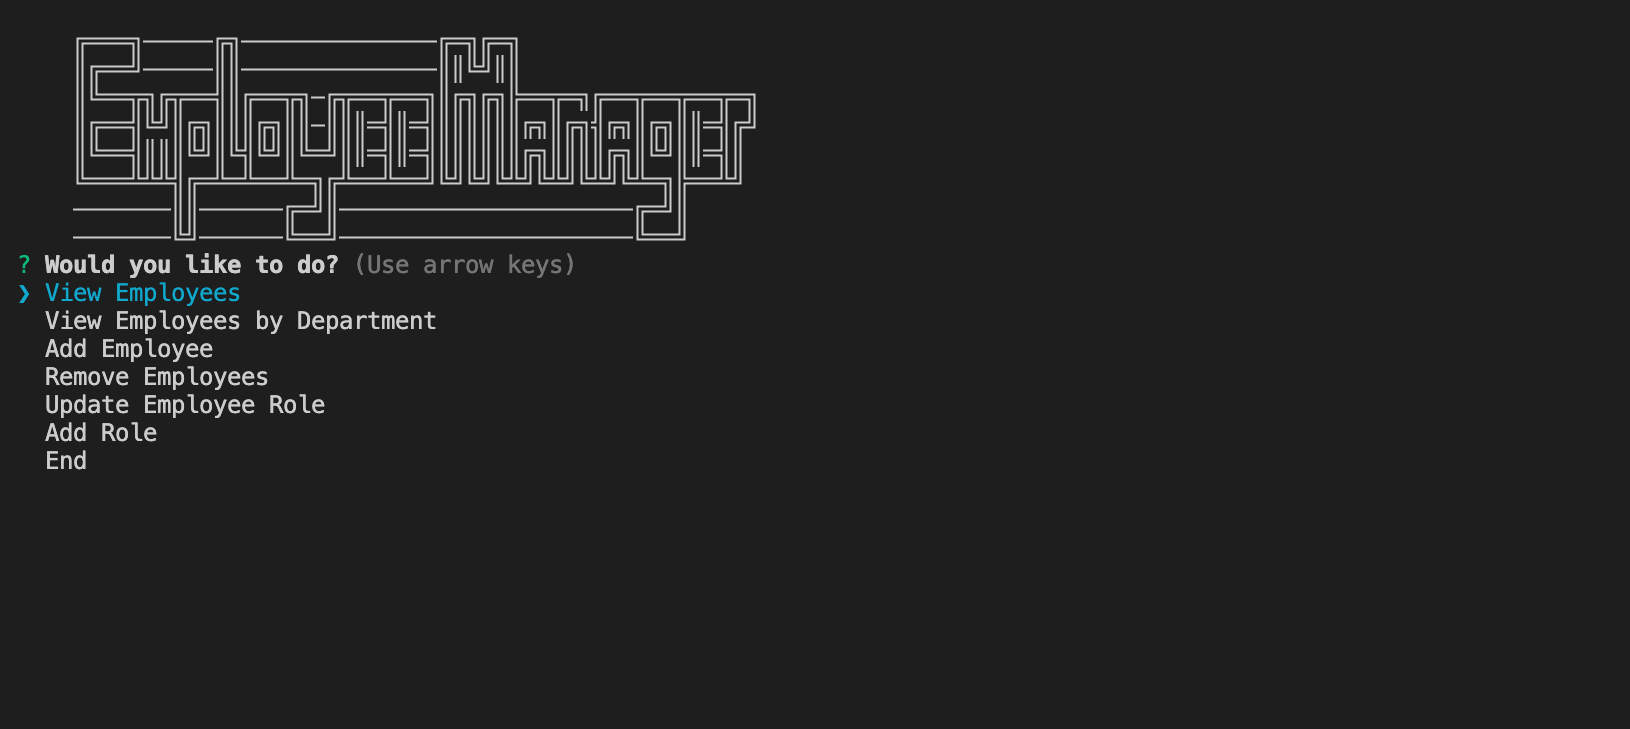 Employee Manager
? Would you like to do? (Use arrow keys)
❯ View Employees
View Employees by Department
Add Employee
Remove Employees
Update Employee Role
Add Role
End